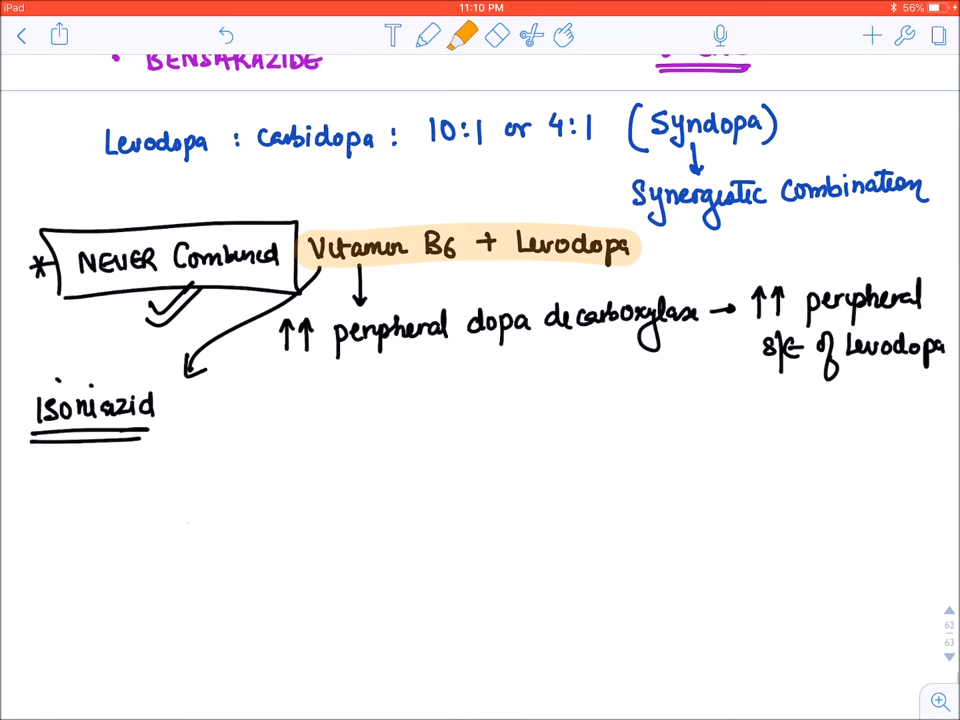 iPad 11:10 PM 56%
T
• BENSARAZIDE
Levodopa : Carbidopa : 10:1 or 4:1 (Syndopa)
Synergistic Combination
* NEVER Combined Vitamin B6 + Levodopa
↑↑ peripheral dopa decarboxylase → ↑↑ peripheral
S/E of Levodopa
Isoniazid
62
63